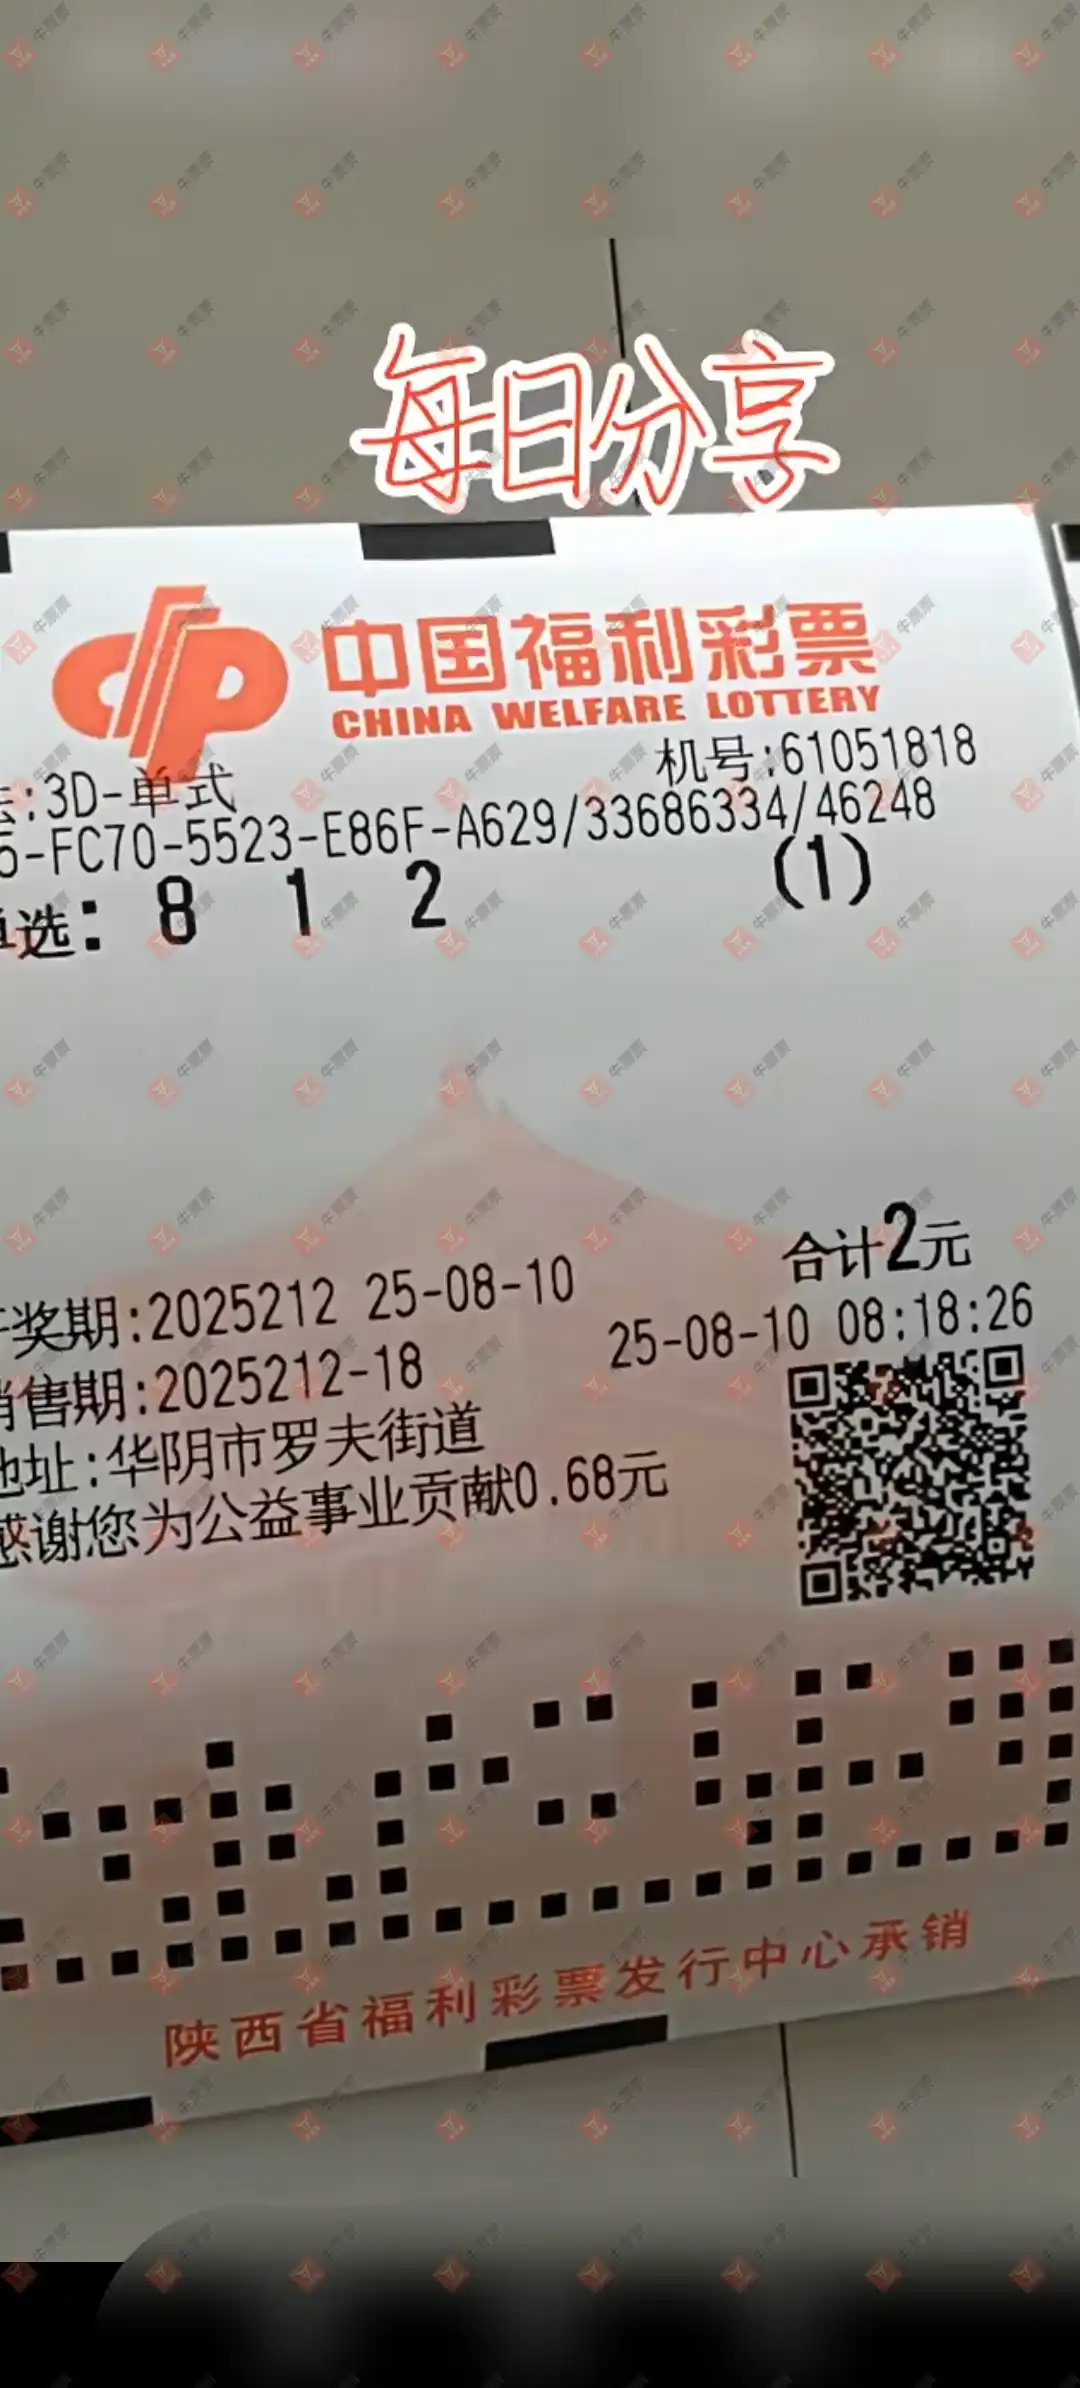 每日分享
中国福利彩票
CHINA WELFARE LOTTERY
机号:61051818
:3D-单式
5-FC70-5523-E86F-A629/33686334/46248
单选: 8 1 2 (1)
合计2元
开奖期:2025212 25-08-10
25-08-10 08:18:26
销售期:2025212-18
地址:华阴市罗夫街道
感谢您为公益事业贡献0.68元
陕西省福利彩票发行中心承销
牛票票